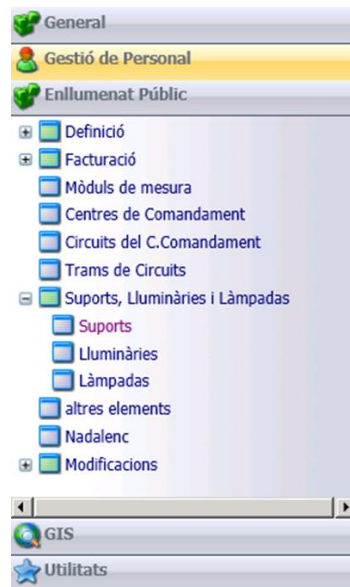 General
Gestió de Personal
Enllumenat Públic
Definició
Facturació
Mòduls de mesura
Centres de Comandament
Circuits del C.Comandament
Trams de Circuits
Suports, Lluminàries i Làmpadas
Suports
Lluminàries
Làmpadas
altres elements
Nadalenc
Modificacions
GIS
Utilitats